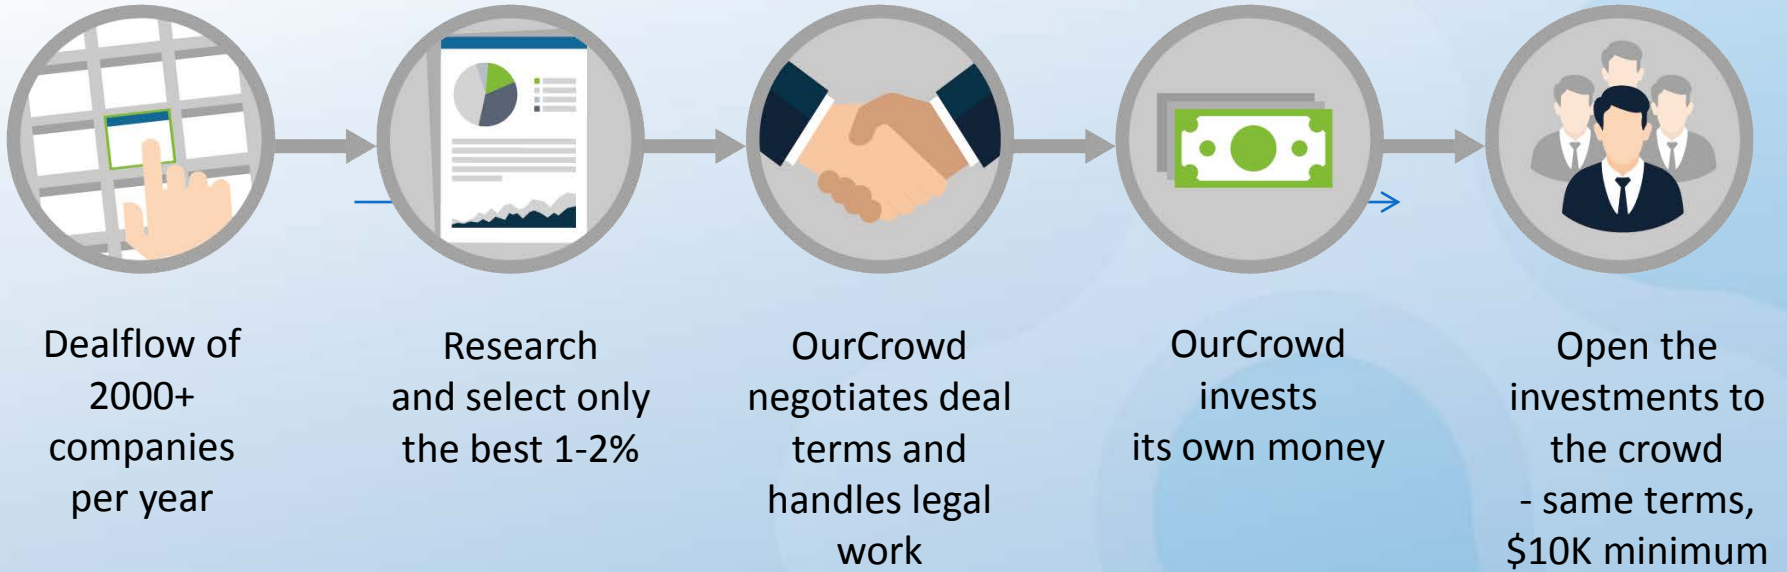 Dealflow of
2000+
companies
per year
Research
and select only
the best 1-2%
OurCrowd
negotiates deal
terms and
handles legal
work
OurCrowd
invests
its own money
Open the
investments to
the crowd
- same terms,
$10K minimum